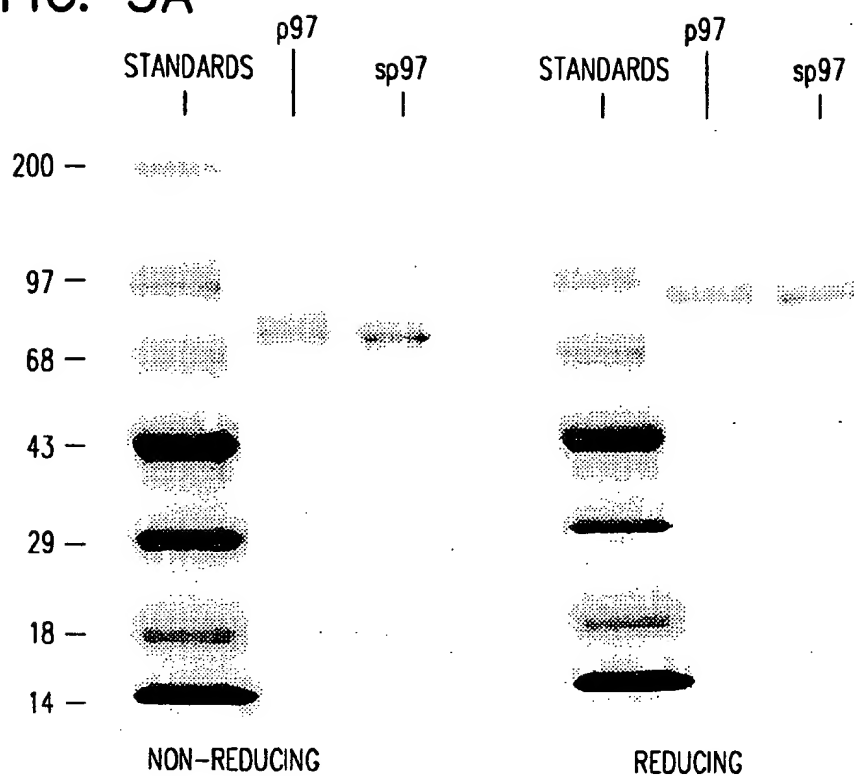 FIG. 5A
p97
STANDARDS
sp97
p97
STANDARDS
sp97
200
97
68
43
29
18
14
NON-REDUCING
REDUCING